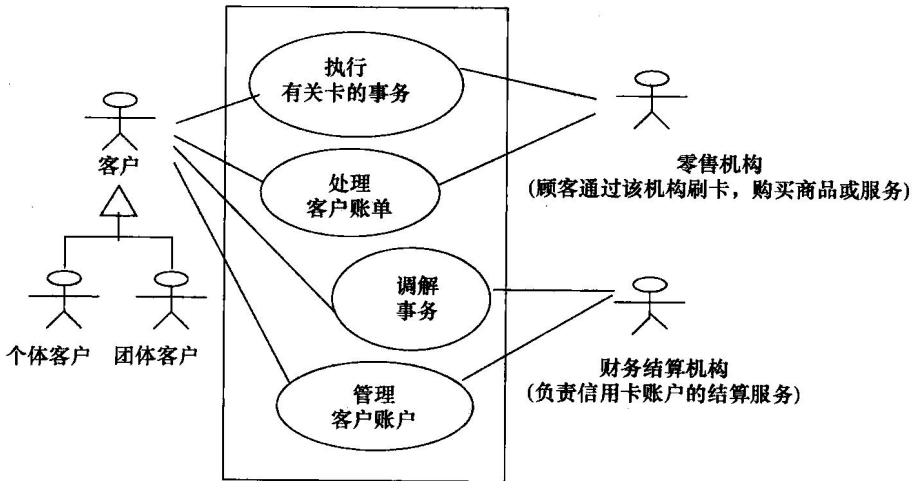 执行
有关卡的事务
客户
处理
客户账单
零售机构
(顾客通过该机构刷卡，购买商品或服务)
调解
事务
个体客户
团体客户
财务结算机构
(负责信用卡账户的结算服务)
管理
客户账户